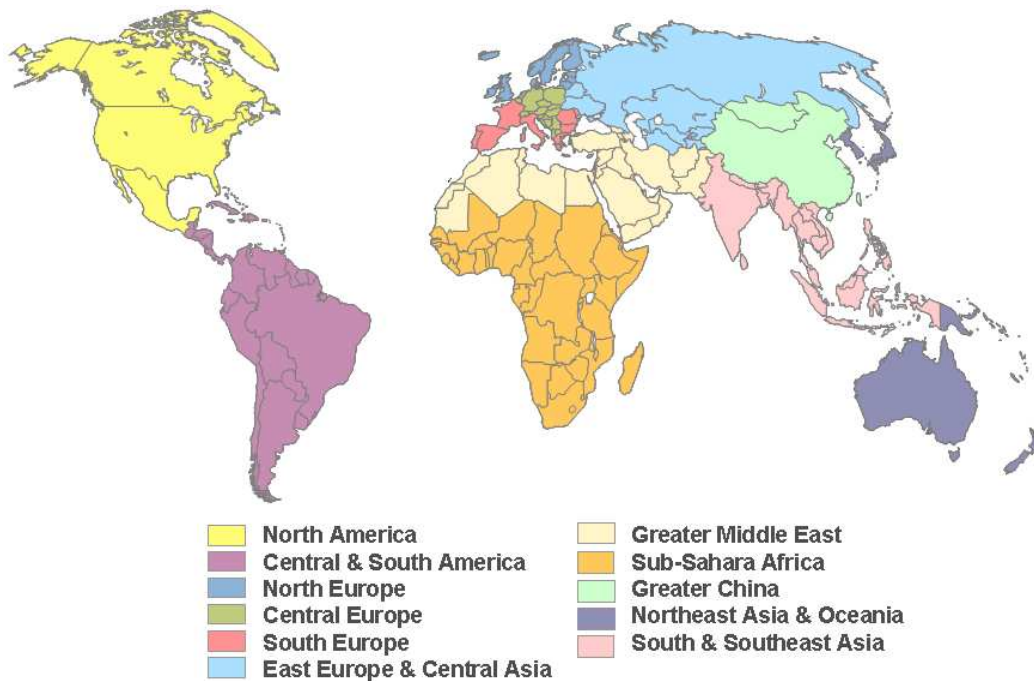 North America
Central & South America
North Europe
Central Europe
South Europe
East Europe & Central Asia
Greater Middle East
Sub-Sahara Africa
Greater China
Northeast Asia & Oceania
South & Southeast Asia